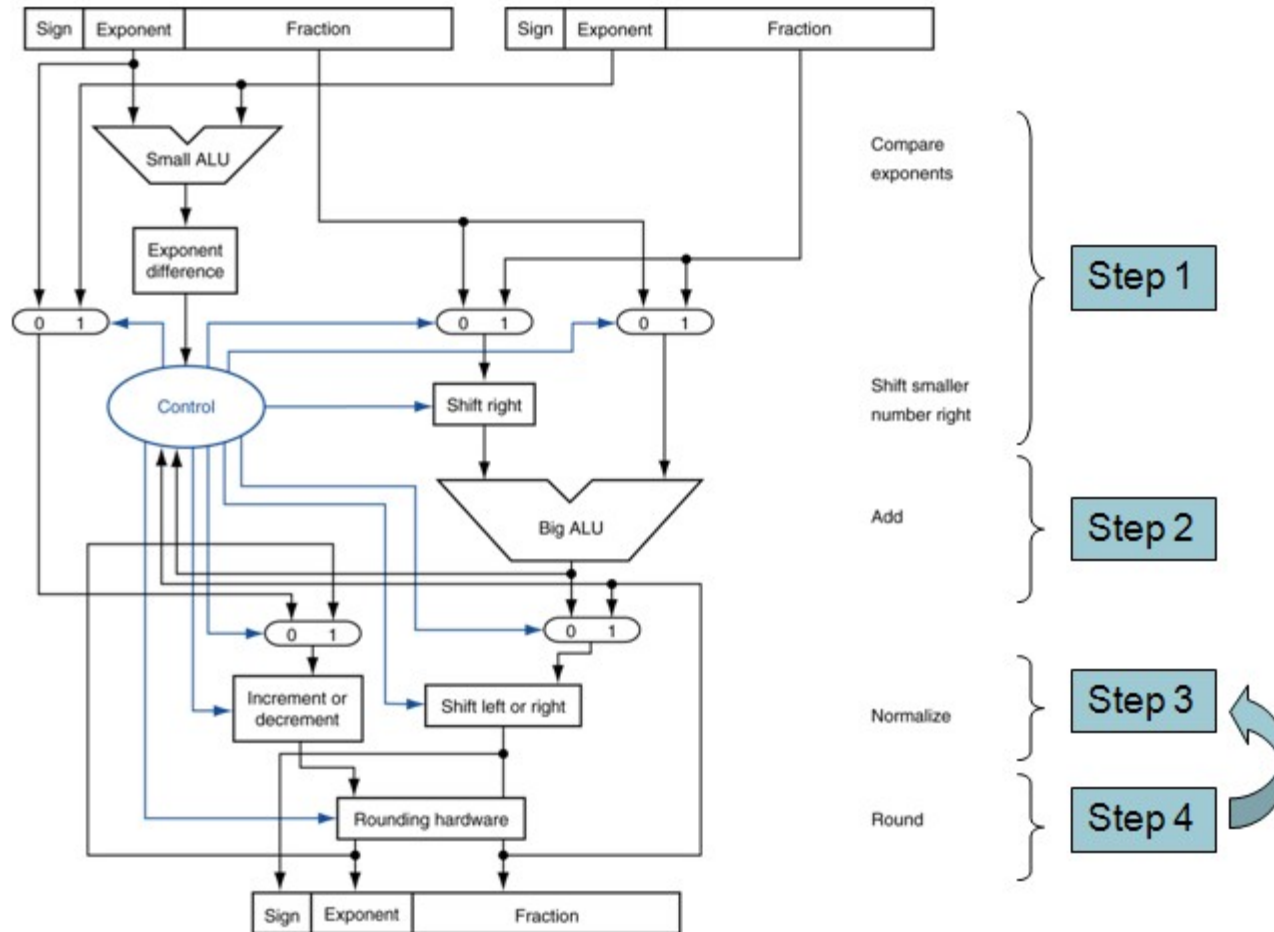 Sign Exponent Fraction
Sign Exponent Fraction
Small ALU
Compare
exponents
Exponent
difference
Step 1
0 1
0 1
0 1
Control
Shift right
Shift smaller
number right
Big ALU
Add
Step 2
0 1
0 1
Increment or
decrement
Shift left or right
Normalize
Step 3
Rounding hardware
Round
Step 4
Sign Exponent Fraction